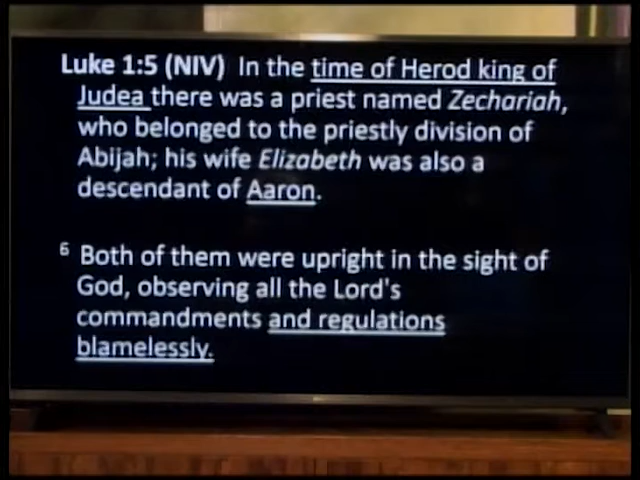 Luke 1:5 (NIV) In the time of Herod king of
Judea there was a priest named Zechariah,
who belonged to the priestly division of
Abijah; his wife Elizabeth was also a
descendant of Aaron.
6 Both of them were upright in the sight of
God, observing all the Lord's
commandments and regulations
blamelessly.